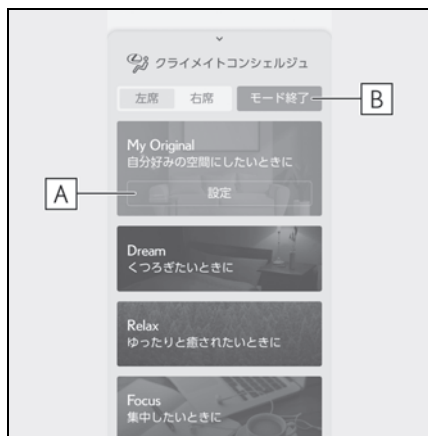 クライメイトコンシェルジュ
左席 右席 モード終了 B
My Original
自分好みの空間にしたいときに
A 設定
Dream
くつろぎたいときに
Relax
ゆったりと癒されたいときに
Focus
集中したいときに